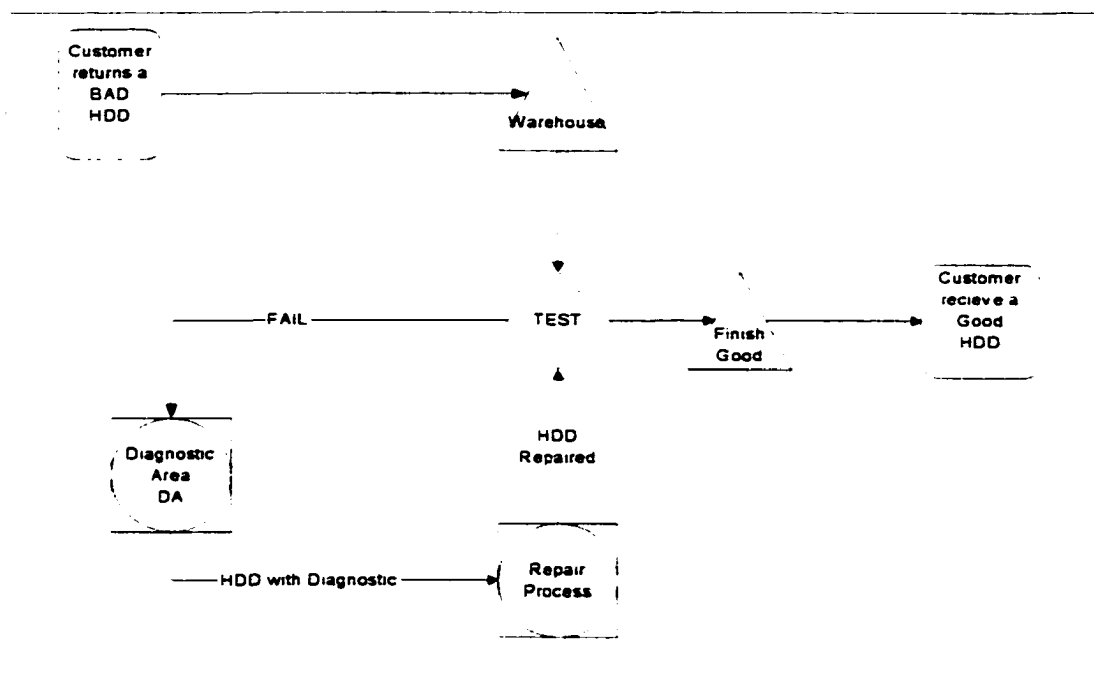 Customer
returns a
BAD
HDD
Warehouse
FAIL
TEST
Finish
Good
Customer
recieve a
Good
HDD
Diagnostic
Area
DA
HDD
Repaired
HDD with Diagnostic
Repair
Process